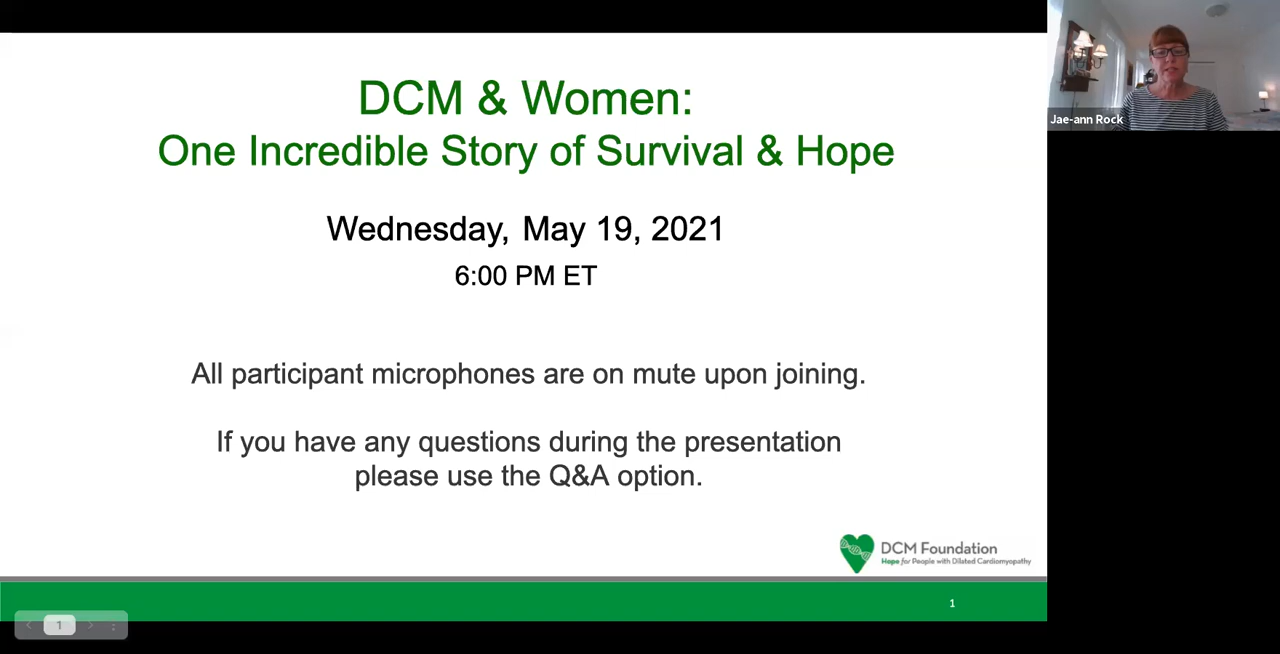 DCM & Women:
One Incredible Story of Survival & Hope
Wednesday, May 19, 2021
6:00 PM ET
All participant microphones are on mute upon joining.
If you have any questions during the presentation
please use the Q&A option.
DCM Foundation
Hope for People with Dilated Cardiomyopathy
1
1
Jae-ann Rock